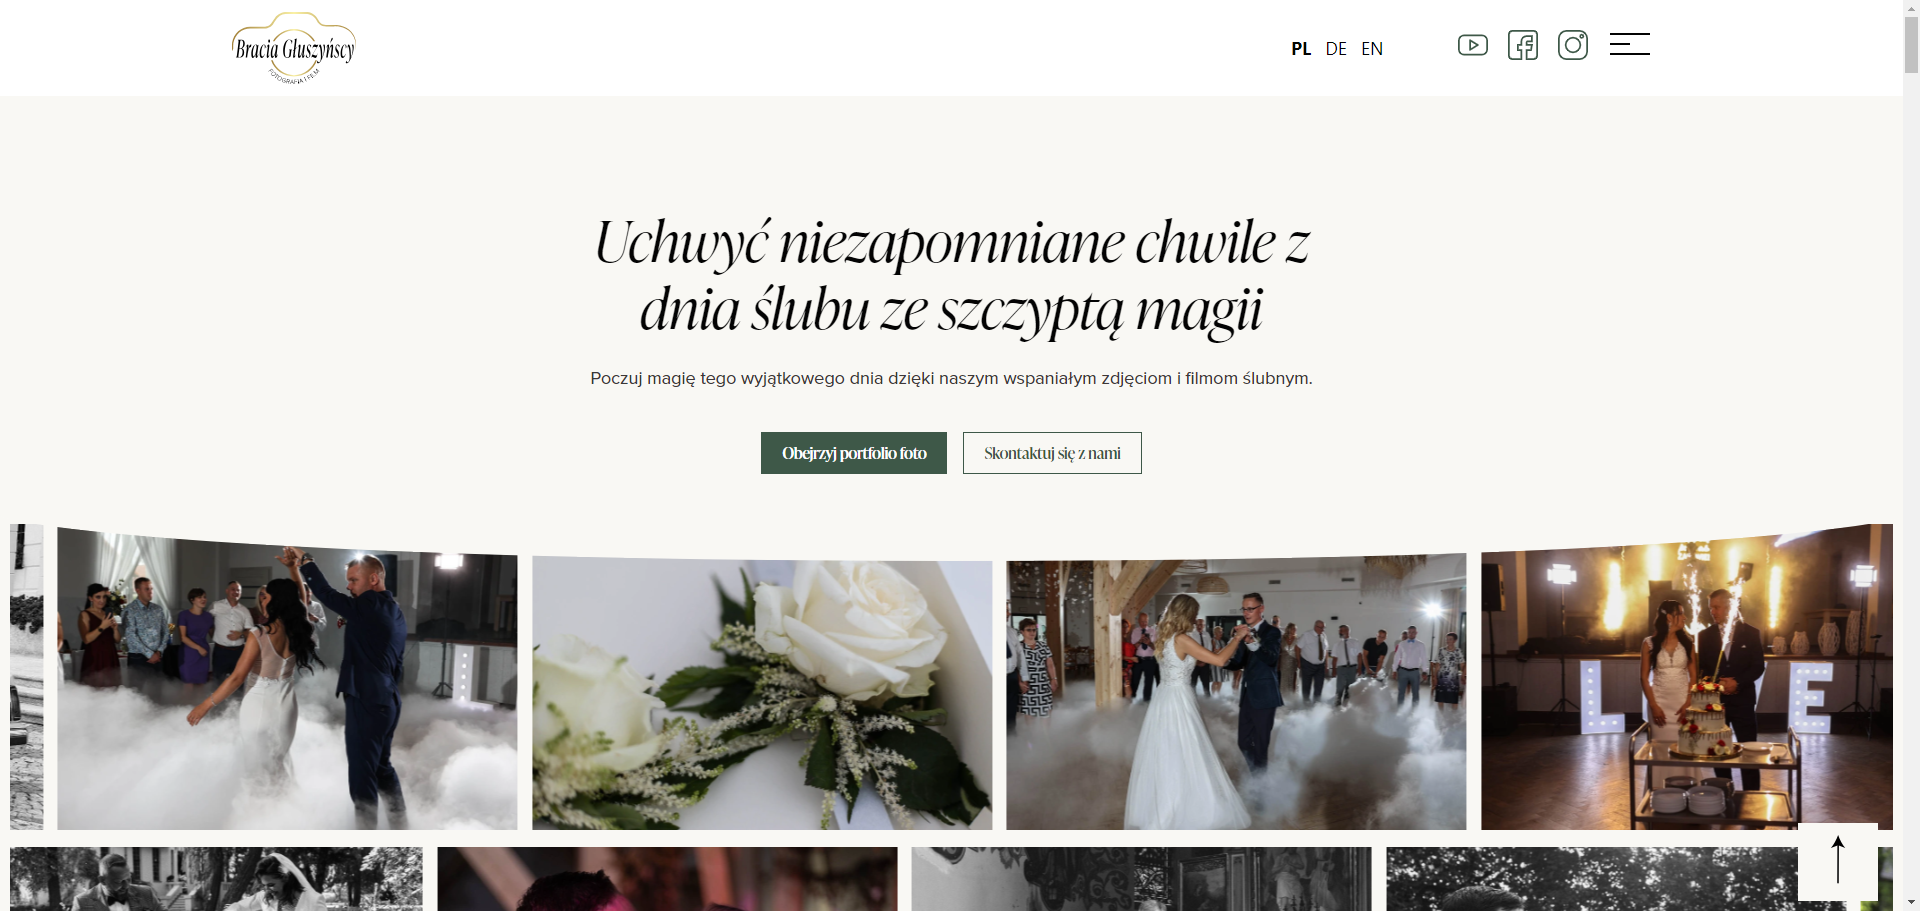 Bracia Głuszyńscy
FOTOGRAFIA I FILM
PL DE EN
Uchwyć niezapomniane chwile z
dnia ślubu ze szczyptą magii
Poczuj magię tego wyjątkowego dnia dzięki naszym wspaniałym zdjęciom i filmom ślubnym.
Obejrzyj portfolio foto
Skontaktuj się z nami
L
L E